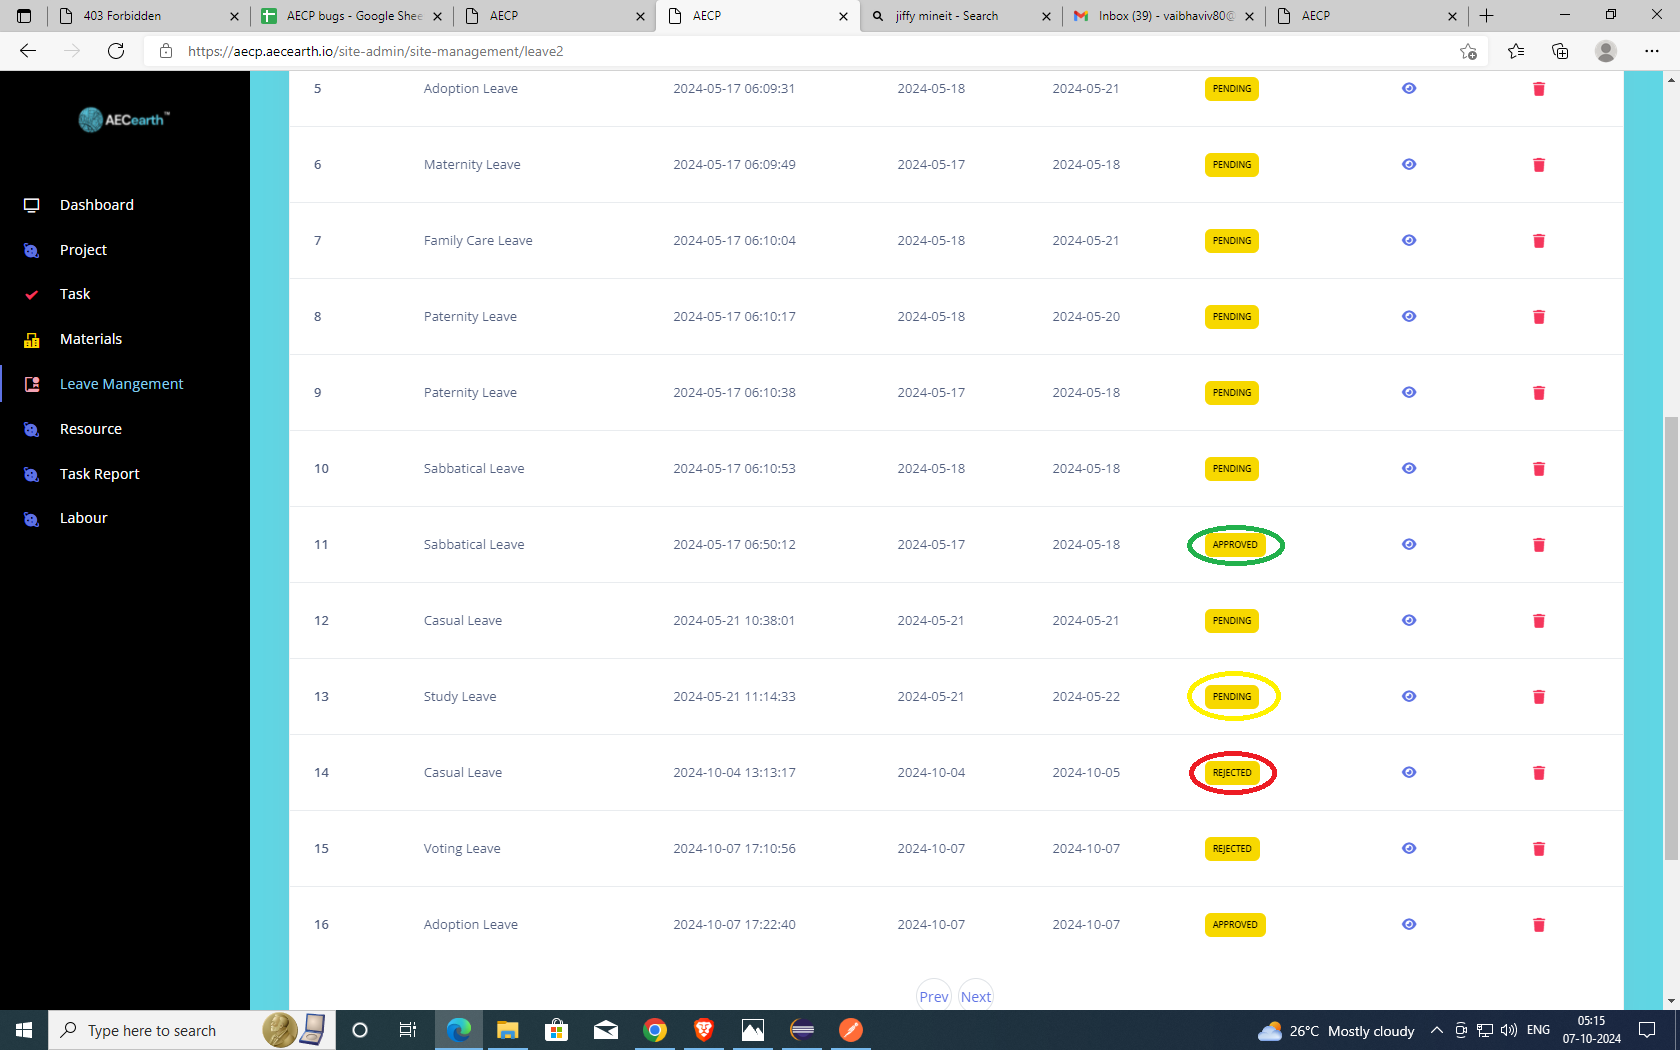 403 Forbidden
AECP bugs - Google Shee
AECP
AECP
jiffy mineit - Search
Inbox (39) - vaibhaviv80@
AECP
https://aecp.aecearth.io/site-admin/site-management/leave2
AECearth™
Dashboard
Project
Task
Materials
Leave Mangement
Resource
Task Report
Labour
5 Adoption Leave 2024-05-17 06:09:31 2024-05-18 2024-05-21 PENDING
6 Maternity Leave 2024-05-17 06:09:49 2024-05-17 2024-05-18 PENDING
7 Family Care Leave 2024-05-17 06:10:04 2024-05-18 2024-05-21 PENDING
8 Paternity Leave 2024-05-17 06:10:17 2024-05-18 2024-05-20 PENDING
9 Paternity Leave 2024-05-17 06:10:38 2024-05-17 2024-05-18 PENDING
10 Sabbatical Leave 2024-05-17 06:10:53 2024-05-18 2024-05-18 PENDING
11 Sabbatical Leave 2024-05-17 06:50:12 2024-05-17 2024-05-18 APPROVED
12 Casual Leave 2024-05-21 10:38:01 2024-05-21 2024-05-21 PENDING
13 Study Leave 2024-05-21 11:14:33 2024-05-21 2024-05-22 PENDING
14 Casual Leave 2024-10-04 13:13:17 2024-10-04 2024-10-05 REJECTED
15 Voting Leave 2024-10-07 17:10:56 2024-10-07 2024-10-07 REJECTED
16 Adoption Leave 2024-10-07 17:22:40 2024-10-07 2024-10-07 APPROVED
Prev Next
Type here to search
26°C Mostly cloudy
ENG
05:15
07-10-2024